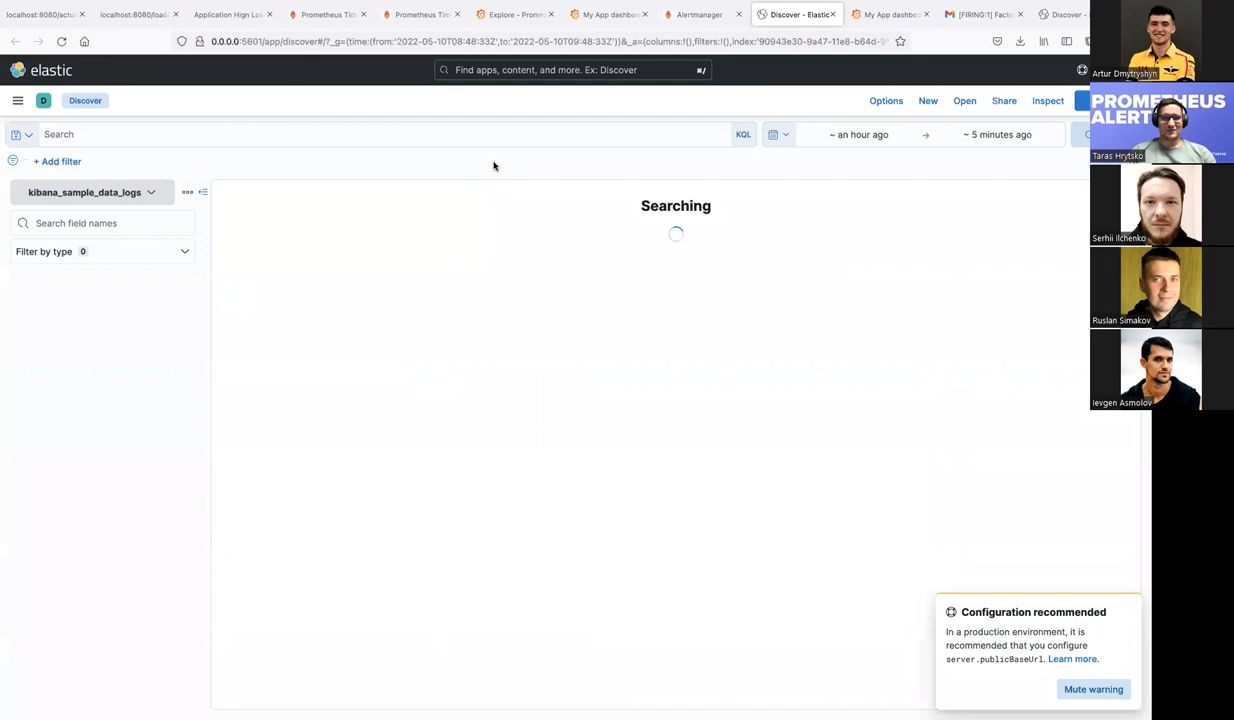 localhost:8080/actu
localhost:8080/load
Application Hign Loa
Prometheus Tim
Prometheus Tim
Explore - Prom
My App dashbo
Alertmanager
Discover - Elastic
My App dashbo
[FIRING:1] Fact
Discover -
0.0.0.0:5601/app/discover#/?_g=(time:(from:'2022-05-10T08:48:33Z',to:'2022-05-10T09:48:33Z'))&_a=(columns:!(),filters:!(),index:'90943e30-9a47-11e8-b64d-9
elastic
Find apps, content, and more. Ex: Discover
⌘/
D
Discover
Options
New
Open
Share
Inspect
Search
KQL
~ an hour ago
→
~ 5 minutes ago
+ Add filter
kibana_sample_data_logs
Search field names
Filter by type 0
Searching
Configuration recommended
In a production environment, it is
recommended that you configure
server.publicBaseUrl. Learn more.
Mute warning
Artur Dmytryshyn
PROMETHEUS
ALERT
Taras Hrytsko
Serhii Ilchenko
Ruslan Simakov
Ievgen Asmolov